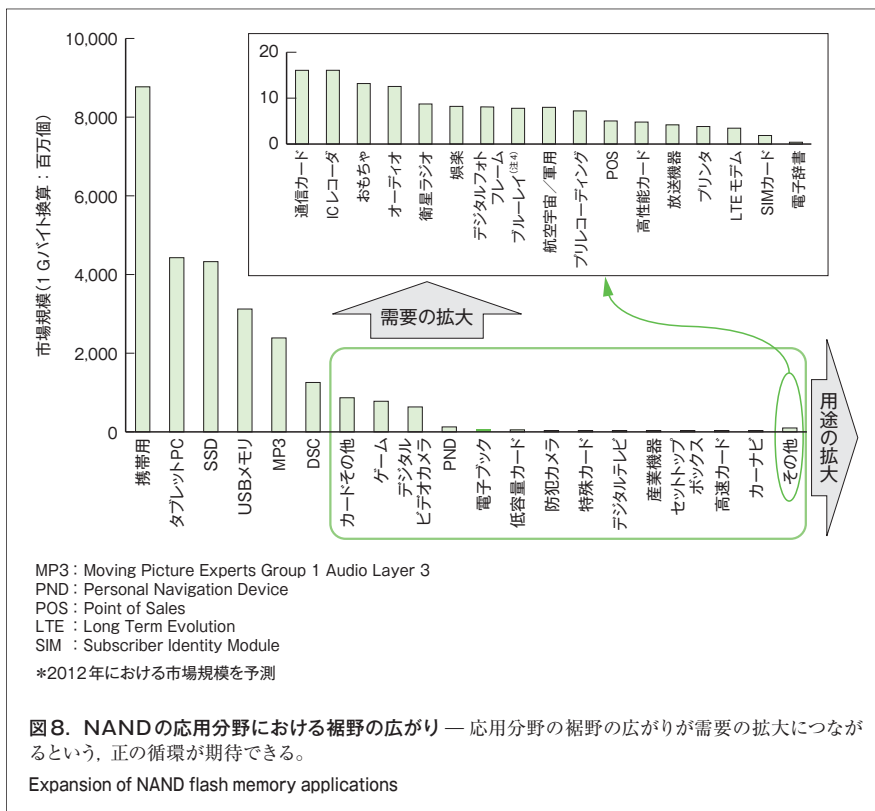 10,000
8,000
6,000
4,000
2,000
0
市場規模（1 Gバイト換算：百万個）
20
10
0
通信カード
ICレコーダ
おもちゃ
オーディオ
衛星ラジオ
娯楽
デジタルフォト
フレーム
ブルーレイ(注4)
航空宇宙／軍用
プリレコーディング
POS
高性能カード
放送機器
プリンタ
LTEモデム
SIMカード
電子辞書
需要の拡大
用途の拡大
携帯用
タブレットPC
SSD
USBメモリ
MP3
DSC
カードその他
ゲーム
デジタル
ビデオカメラ
PND
電子ブック
低容量カード
防犯カメラ
特殊カード
デジタルテレビ
産業機器
セットトップ
ボックス
高速カード
カーナビ
その他
MP3：Moving Picture Experts Group 1 Audio Layer 3
PND：Personal Navigation Device
POS：Point of Sales
LTE：Long Term Evolution
SIM：Subscriber Identity Module
*2012年における市場規模を予測
図8．NANDの応用分野における裾野の広がり — 応用分野の裾野の広がりが需要の拡大につなが
るという，正の循環が期待できる。
Expansion of NAND flash memory applications